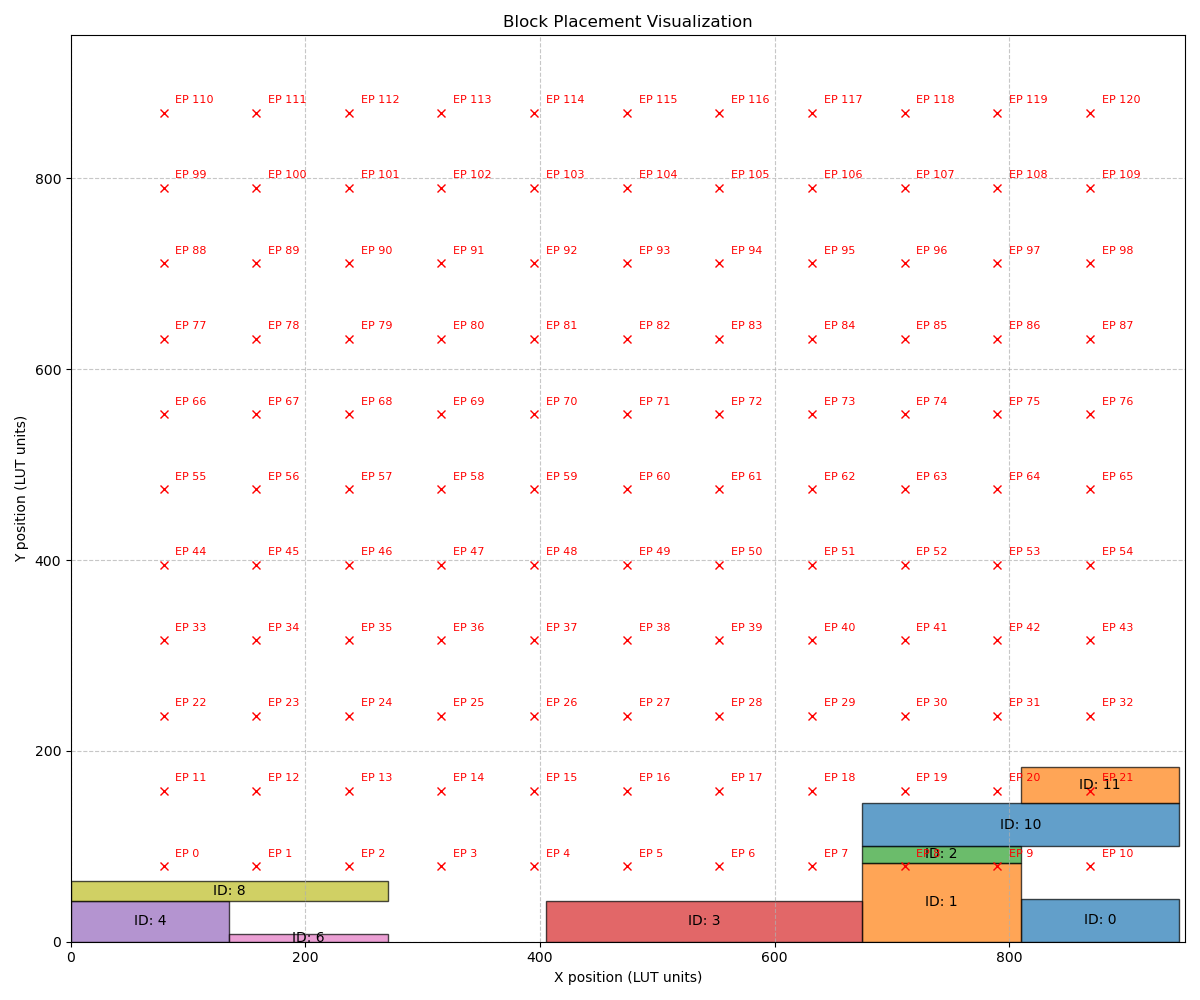 Block Placement Visualization
EP 110 EP 111 EP 112 EP 113 EP 114 EP 115 EP 116 EP 117 EP 118 EP 119 EP 120
800
EP 99 EP 100 EP 101 EP 102 EP 103 EP 104 EP 105 EP 106 EP 107 EP 108 EP 109
EP 88 EP 89 EP 90 EP 91 EP 92 EP 93 EP 94 EP 95 EP 96 EP 97 EP 98
EP 77 EP 78 EP 79 EP 80 EP 81 EP 82 EP 83 EP 84 EP 85 EP 86 EP 87
600
EP 66 EP 67 EP 68 EP 69 EP 70 EP 71 EP 72 EP 73 EP 74 EP 75 EP 76
EP 55 EP 56 EP 57 EP 58 EP 59 EP 60 EP 61 EP 62 EP 63 EP 64 EP 65
Y position (LUT units)
EP 44 EP 45 EP 46 EP 47 EP 48 EP 49 EP 50 EP 51 EP 52 EP 53 EP 54
400
EP 33 EP 34 EP 35 EP 36 EP 37 EP 38 EP 39 EP 40 EP 41 EP 42 EP 43
EP 22 EP 23 EP 24 EP 25 EP 26 EP 27 EP 28 EP 29 EP 30 EP 31 EP 32
200
EP 11 EP 12 EP 13 EP 14 EP 15 EP 16 EP 17 EP 18 EP 19 EP 20 EP 21
ID: 11
ID: 10
EP 0 EP 1 EP 2 EP 3 EP 4 EP 5 EP 6 EP 7 EP 8 EP 9 EP 10
ID: 2
ID: 8
ID: 1
ID: 4
ID: 3
ID: 0
ID: 6
0
0 200 400 600 800
X position (LUT units)